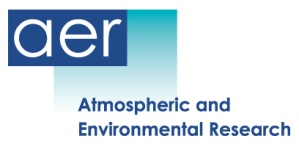 aer
Atmospheric and
Environmental Research